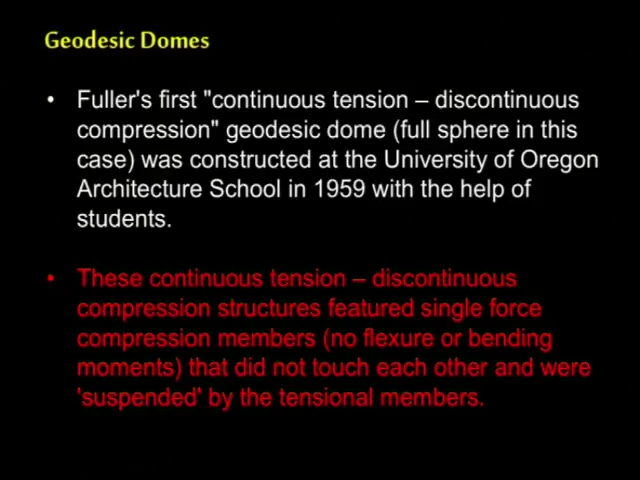 Geodesic Domes
• Fuller's first "continuous tension – discontinuous
compression" geodesic dome (full sphere in this
case) was constructed at the University of Oregon
Architecture School in 1959 with the help of
students.
• These continuous tension – discontinuous
compression structures featured single force
compression members (no flexure or bending
moments) that did not touch each other and were
'suspended' by the tensional members.